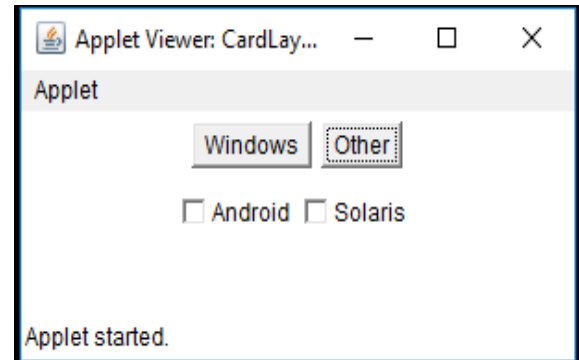 Applet Viewer: CardLay...
Applet
Windows Other
Android Solaris
Applet started.